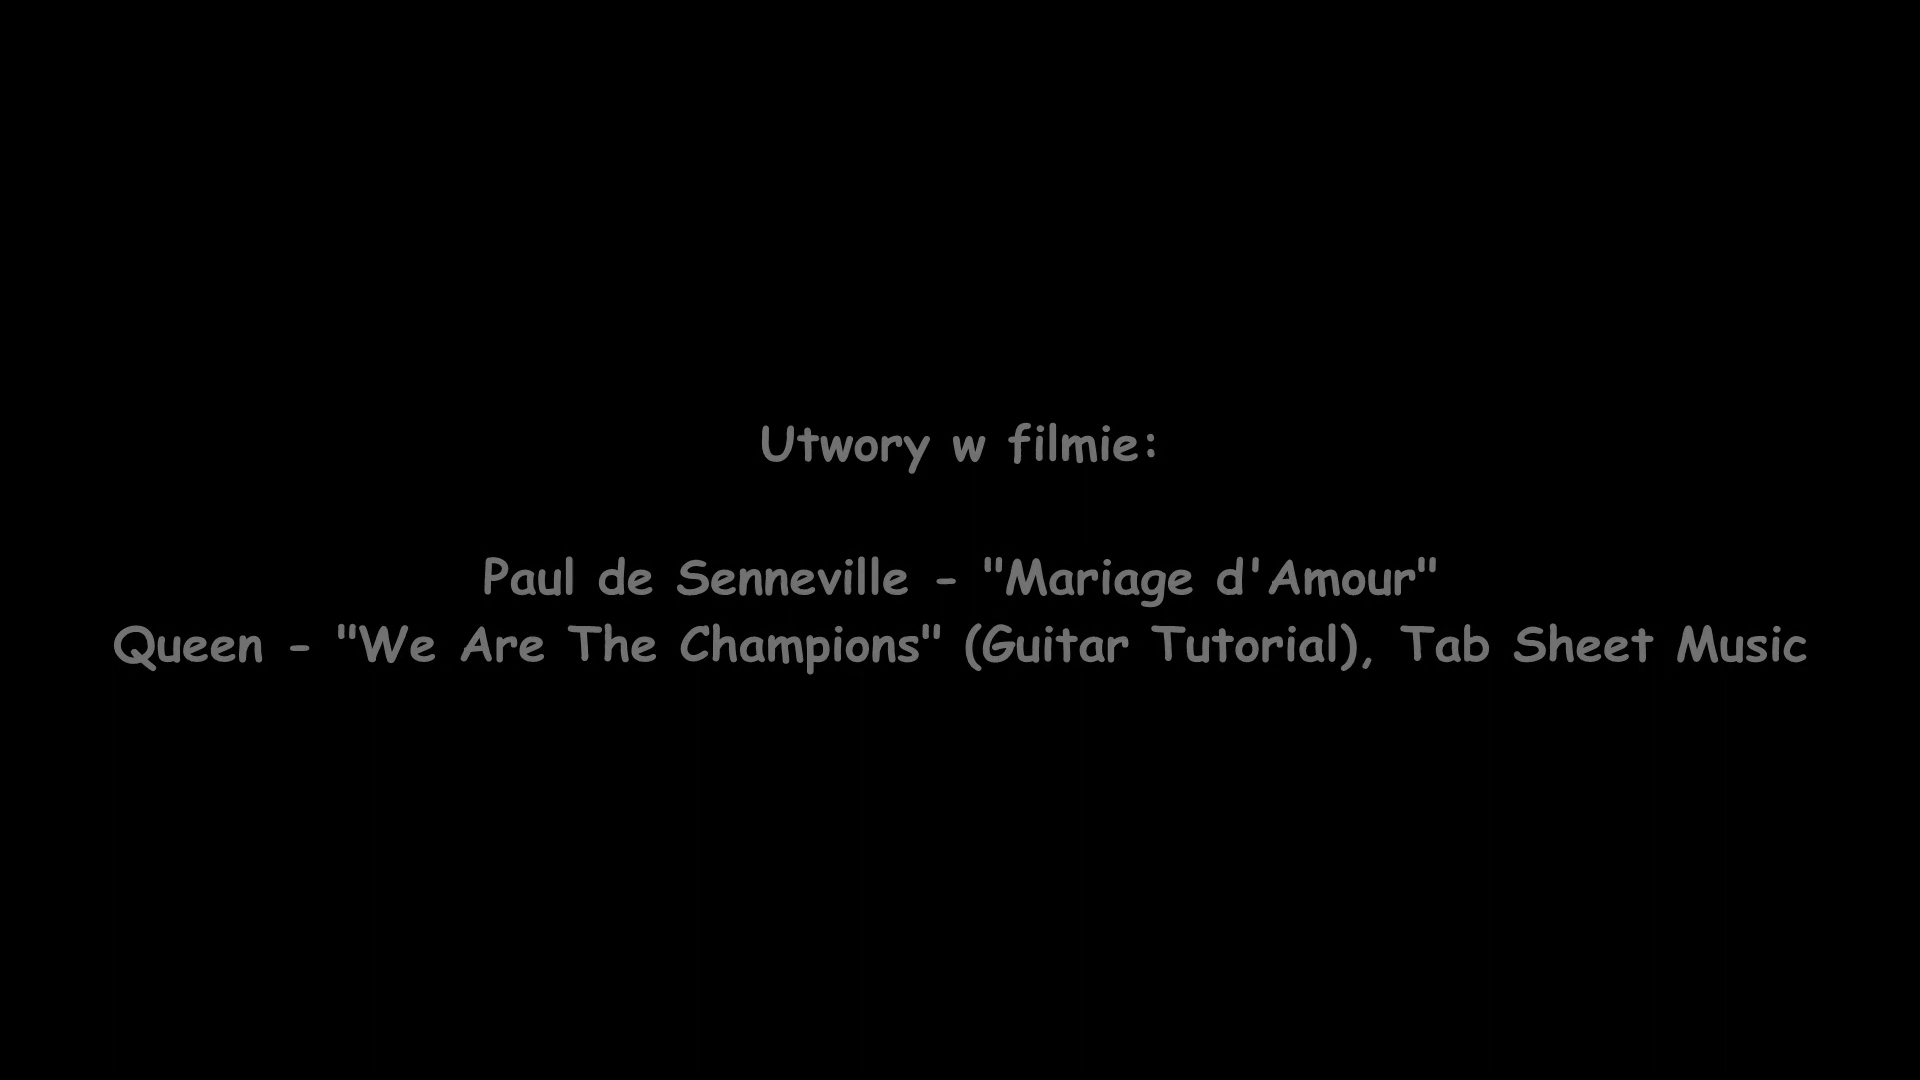 Utwory w filmie:
Paul de Senneville - "Mariage d'Amour"
Queen - "We Are The Champions" (Guitar Tutorial), Tab Sheet Music